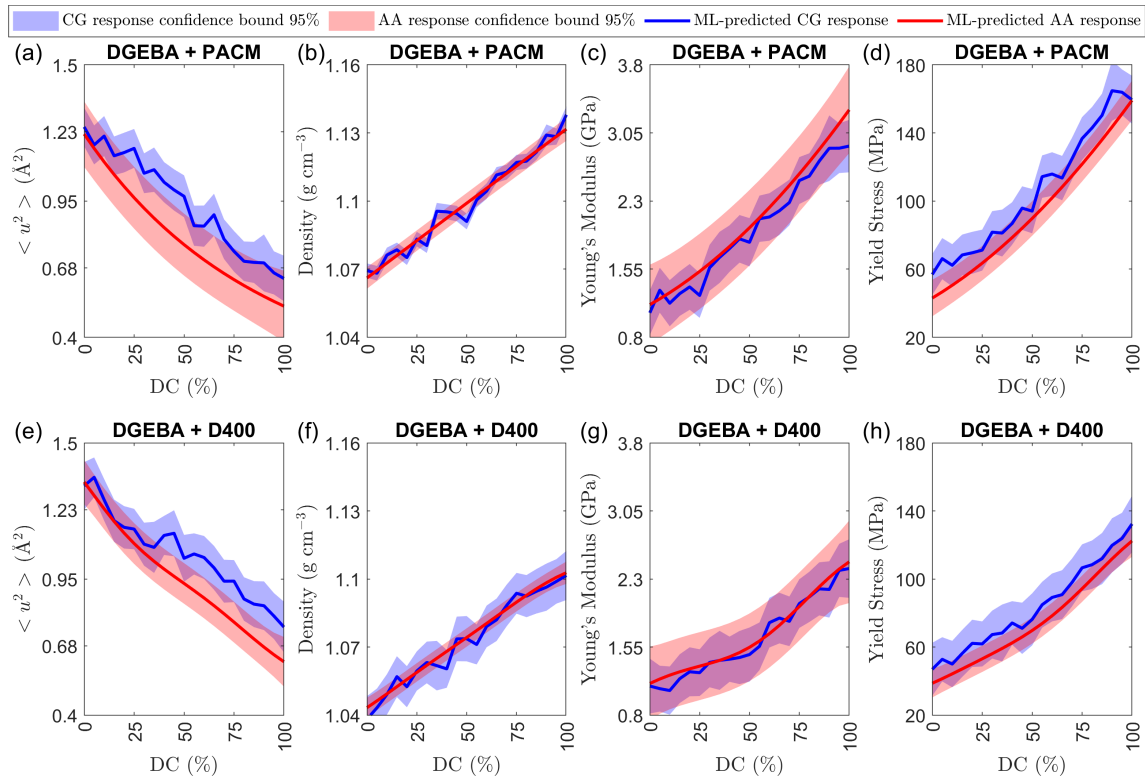 CG response confidence bound 95% AA response confidence bound 95% ML-predicted CG response ML-predicted AA response
(a) DGEBA + PACM
1.5
1.23
0.95
0.68
0.4
< u² > (Å²)
0 25 50 75 100
DC (%)
(b) DGEBA + PACM
1.16
1.13
1.1
1.07
1.04
Density (g cm⁻³)
0 25 50 75 100
DC (%)
(c) DGEBA + PACM
3.8
3.05
2.3
1.55
0.8
Young's Modulus (GPa)
0 25 50 75 100
DC (%)
(d) DGEBA + PACM
180
140
100
60
20
Yield Stress (MPa)
0 25 50 75 100
DC (%)
(e) DGEBA + D400
1.5
1.23
0.95
0.68
0.4
< u² > (Å²)
0 25 50 75 100
DC (%)
(f) DGEBA + D400
1.16
1.13
1.1
1.07
1.04
Density (g cm⁻³)
0 25 50 75 100
DC (%)
(g) DGEBA + D400
3.8
3.05
2.3
1.55
0.8
Young's Modulus (GPa)
0 25 50 75 100
DC (%)
(h) DGEBA + D400
180
140
100
60
20
Yield Stress (MPa)
0 25 50 75 100
DC (%)